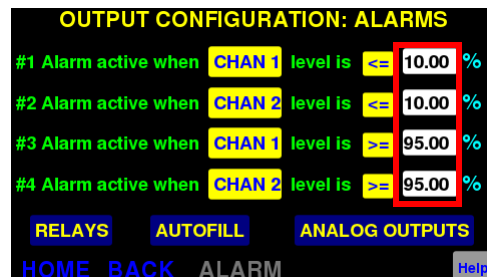 OUTPUT CONFIGURATION: ALARMS
#1 Alarm active when CHAN 1 level is <= 10.00 %
#2 Alarm active when CHAN 2 level is <= 10.00 %
#3 Alarm active when CHAN 1 level is >= 95.00 %
#4 Alarm active when CHAN 2 level is >= 95.00 %
RELAYS AUTOFILL ANALOG OUTPUTS
HOME BACK ALARM Help